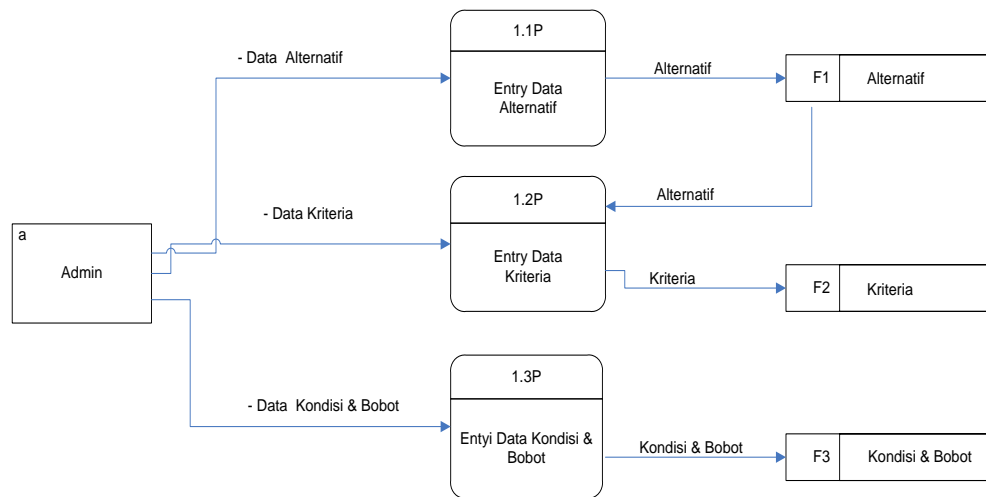 1.1P
- Data Alternatif
Alternatif
F1
Alternatif
Entry Data
Alternatif
1.2P
Alternatif
- Data Kriteria
a
Admin
Entry Data
Kriteria
Kriteria
F2
Kriteria
1.3P
- Data Kondisi & Bobot
Entyi Data Kondisi &
Bobot
Kondisi & Bobot
F3
Kondisi & Bobot